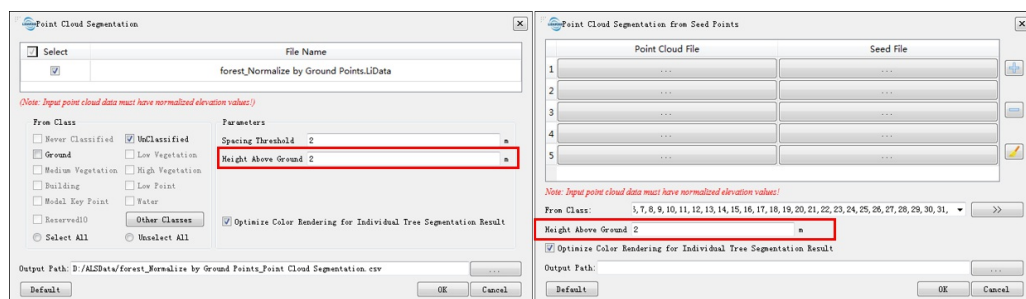 Point Cloud Segmentation
Select
File Name
forest_Normalize by Ground Points.LiData
(Note: Input point cloud data must have normalized elevation values!)
From Class
Never Classified
UnClassified
Ground
Low Vegetation
Medium Vegetation
High Vegetation
Building
Low Point
Model Key Point
Water
Reserved10
Other Classes
Select All
Unselect All
Parameters
Spacing Threshold 2 m
Height Above Ground 2 m
Optimize Color Rendering for Individual Tree Segmentation Result
Output Path: D:/ALSData/forest_Normalize by Ground Points_Point Cloud Segmentation.csv ...
Default
OK
Cancel
Point Cloud Segmentation from Seed Points
Point Cloud File
Seed File
1 ... ...
2 ... ...
3 ... ...
4 ... ...
5 ... ...
Note: Input point cloud data must have normalized elevation values!
From Class: 5, 7, 8, 9, 10, 11, 12, 13, 14, 15, 16, 17, 18, 19, 20, 21, 22, 23, 24, 25, 26, 27, 28, 29, 30, 31, >>
Height Above Ground 2 m
Optimize Color Rendering for Individual Tree Segmentation Result
Output Path: ...
Default
OK
Cancel